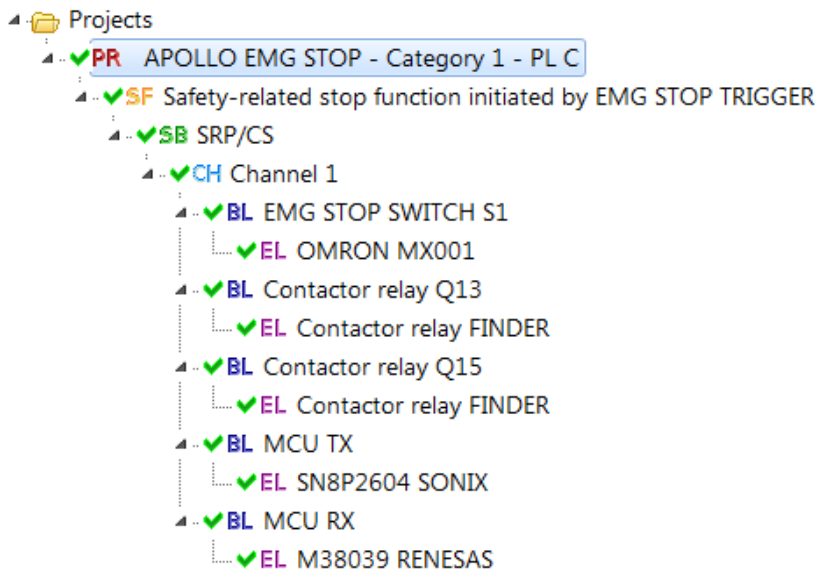 Projects
PR APOLLO EMG STOP - Category 1 - PL C
SF Safety-related stop function initiated by EMG STOP TRIGGER
SB SRP/CS
CH Channel 1
BL EMG STOP SWITCH S1
EL OMRON MX001
BL Contactor relay Q13
EL Contactor relay FINDER
BL Contactor relay Q15
EL Contactor relay FINDER
BL MCU TX
EL SN8P2604 SONIX
BL MCU RX
EL M38039 RENESAS